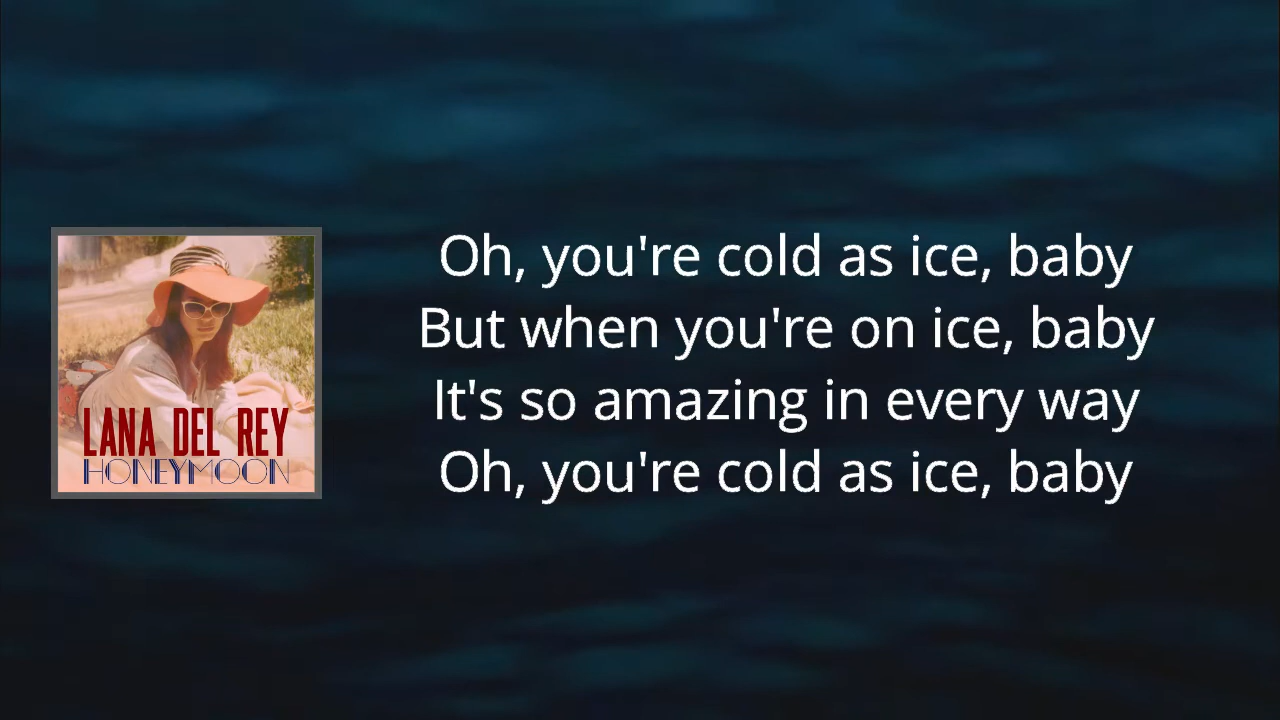 LANA DEL REY
HONEYMOON
Oh, you're cold as ice, baby
But when you're on ice, baby
It's so amazing in every way
Oh, you're cold as ice, baby